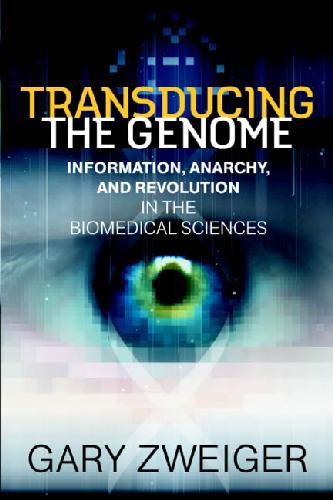 TRANSDUCING
THE GENOME
INFORMATION, ANARCHY,
AND REVOLUTION
IN THE
BIOMEDICAL SCIENCES
GARY ZWEIGER